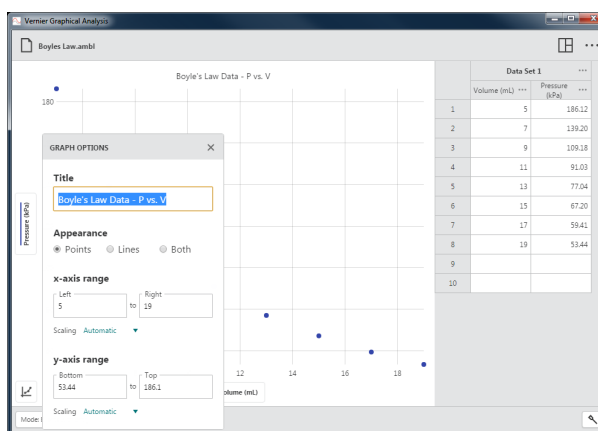 Vernier Graphical Analysis
Boyles Law.ambl
Boyle's Law Data - P vs. V
180
Pressure (kPa)
12 14 16 18
olume (mL)
GRAPH OPTIONS
Title
Boyle's Law Data - P vs. V
Appearance
Points Lines Both
x-axis range
Left Right
5 to 19
Scaling Automatic
y-axis range
Bottom Top
53.44 to 186.1
Scaling Automatic
Mode:
Data Set 1
Volume (mL) Pressure (kPa)
1 5 186.12
2 7 139.20
3 9 109.18
4 11 91.03
5 13 77.04
6 15 67.20
7 17 59.41
8 19 53.44
9
10